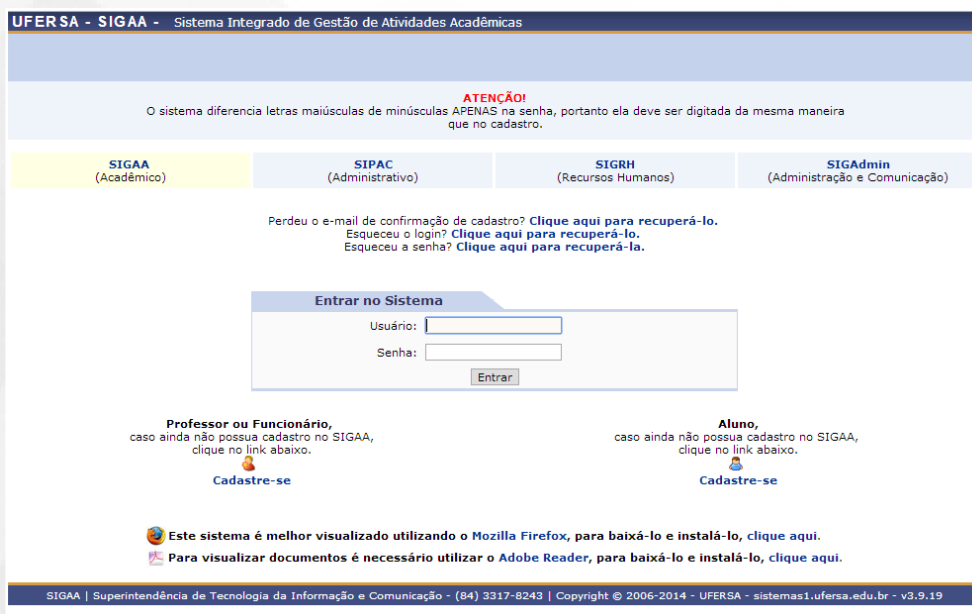 UFERSA - SIGAA - Sistema Integrado de Gestão de Atividades Acadêmicas
ATENÇÃO!
O sistema diferencia letras maiúsculas de minúsculas APENAS na senha, portanto ela deve ser digitada da mesma maneira
que no cadastro.
SIGAA
(Acadêmico)
SIPAC
(Administrativo)
SIGRH
(Recursos Humanos)
SIGAdmin
(Administração e Comunicação)
Perdeu o e-mail de confirmação de cadastro? Clique aqui para recuperá-lo.
Esqueceu o login? Clique aqui para recuperá-lo.
Esqueceu a senha? Clique aqui para recuperá-la.
Entrar no Sistema
Usuário:
Senha:
Entrar
Professor ou Funcionário,
caso ainda não possua cadastro no SIGAA,
clique no link abaixo.
Cadastre-se
Aluno,
caso ainda não possua cadastro no SIGAA,
clique no link abaixo.
Cadastre-se
Este sistema é melhor visualizado utilizando o Mozilla Firefox, para baixá-lo e instalá-lo, clique aqui.
Para visualizar documentos é necessário utilizar o Adobe Reader, para baixá-lo e instalá-lo, clique aqui.
SIGAA | Superintendência de Tecnologia da Informação e Comunicação - (84) 3317-8243 | Copyright © 2006-2014 - UFERSA - sistemas1.ufersa.edu.br - v3.9.19